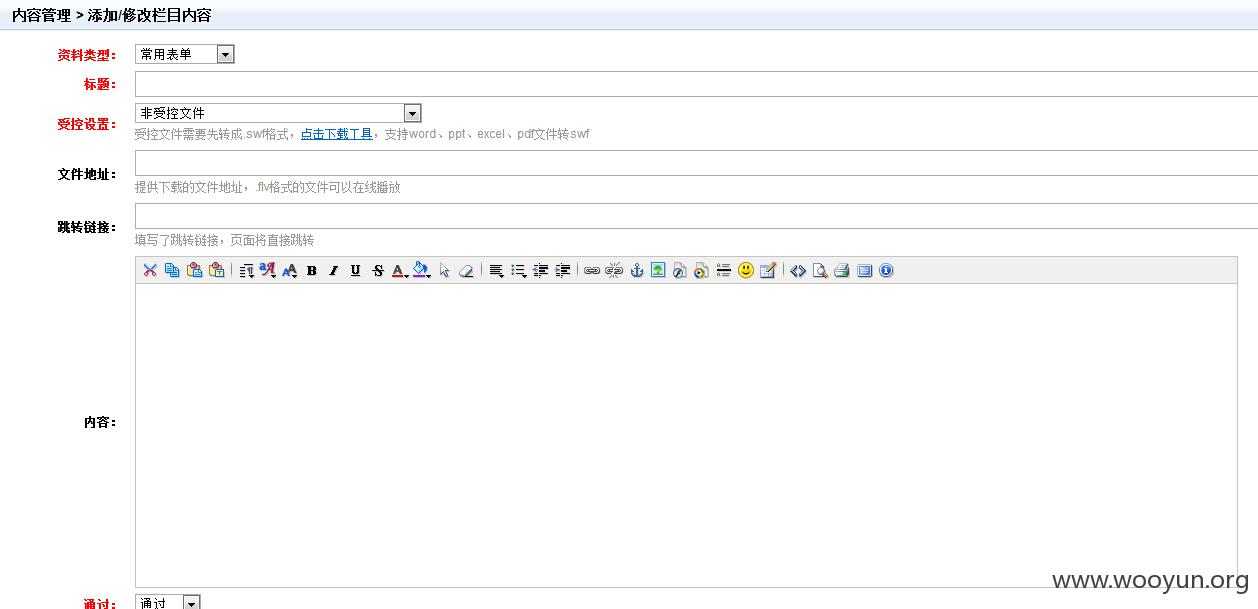 内容管理 > 添加/修改栏目内容
资料类型： 常用表单
标题：
受控设置： 非受控文件
受控文件需要先转成.swf格式，点击下载工具，支持word、ppt、excel、pdf文件转swf
文件地址：
提供下载的文件地址，.flv格式的文件可以在线播放
跳转链接：
填写了跳转链接，页面将直接跳转
内容：
通过： 通过
www.wooyun.org